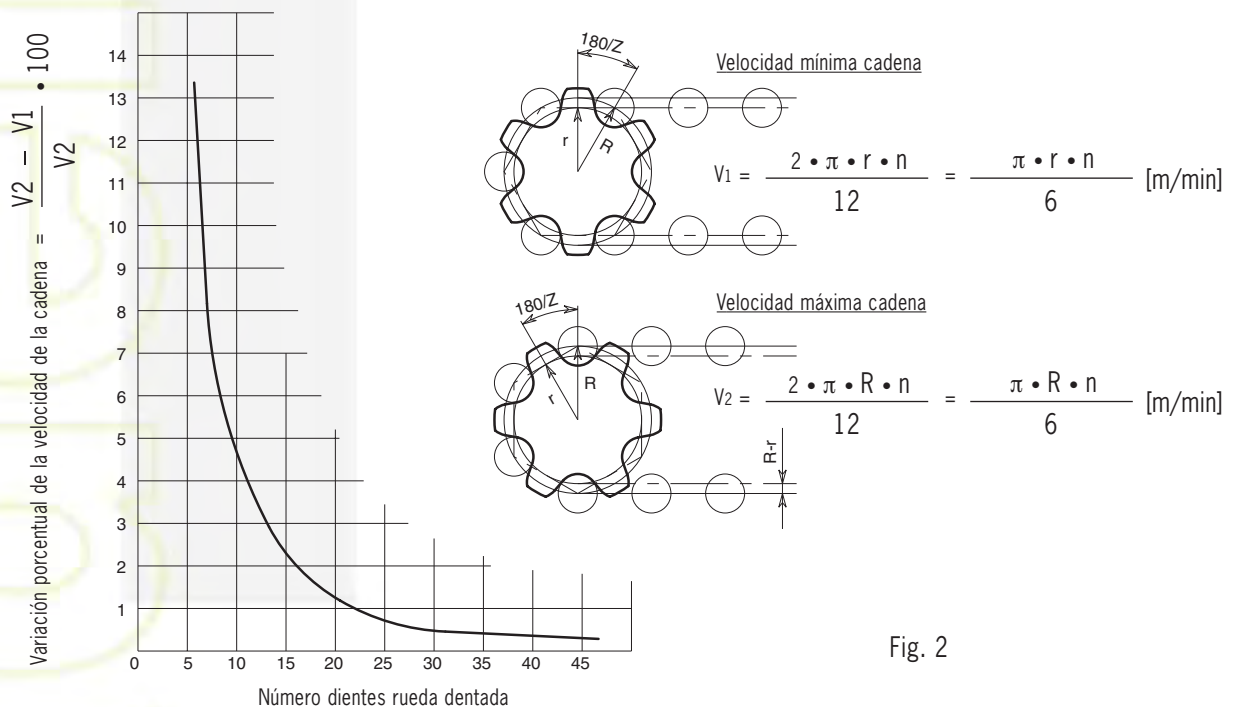 Variación porcentual de la velocidad de la cadena = V2 – V1 / V2 • 100
14
13
12
11
10
9
8
7
6
5
4
3
2
1
0 5 10 15 20 25 30 35 40 45
Número dientes rueda dentada
180/Z
r
R
Velocidad mínima cadena
V1 = 2 • π • r • n / 12 = π • r • n / 6 [m/min]
180/Z
r
R
Velocidad máxima cadena
V2 = 2 • π • R • n / 12 = π • R • n / 6 [m/min]
R-r
Fig. 2